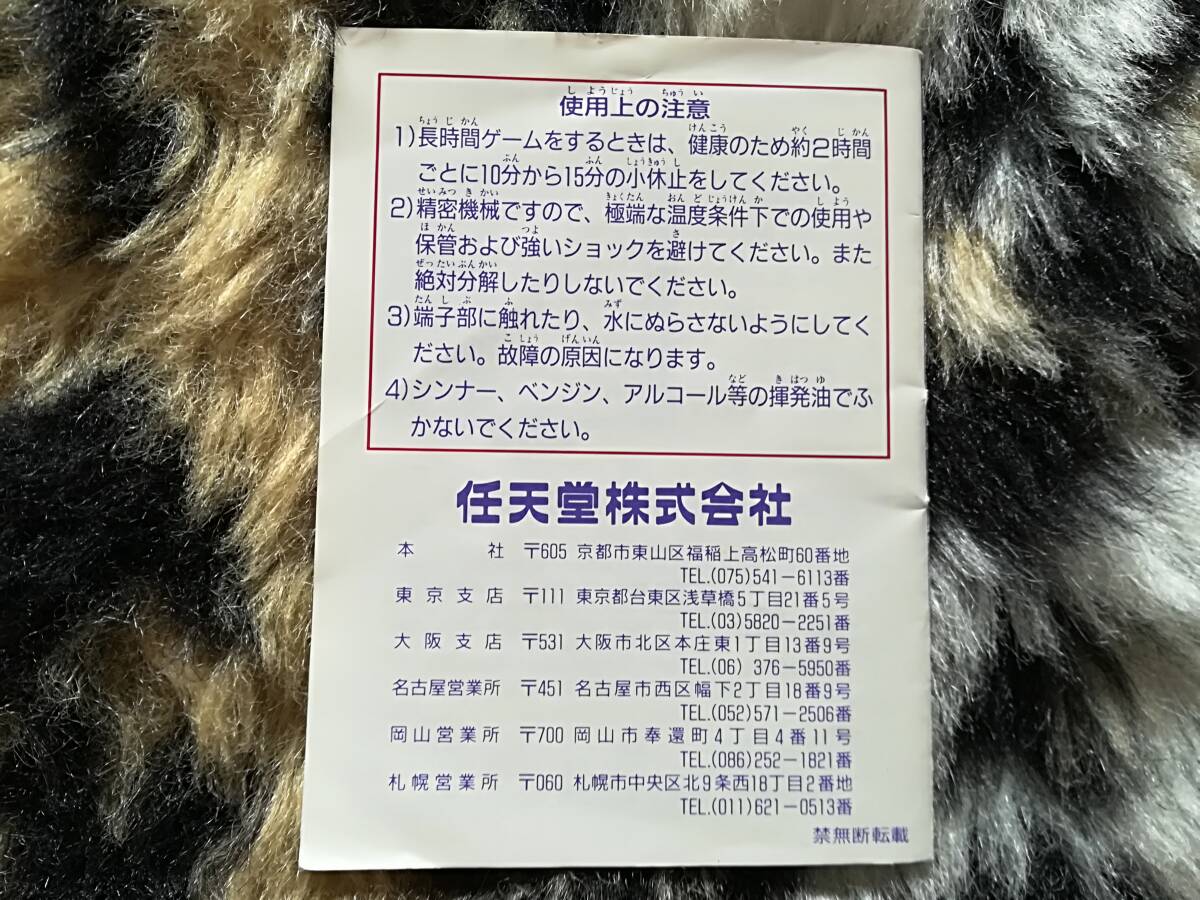 使用上の注意
1)長時間ゲームをするときは、健康のため約2時間
ごとに10分から15分の小休止をしてください。
2)精密機械ですので、極端な温度条件下での使用や
保管および強いショックを避けてください。また
絶対分解したりしないでください。
3)端子部に触れたり、水にぬらさないようにしてく
ださい。故障の原因になります。
4)シンナー、ベンジン、アルコール等の揮発油でふ
かないでください。
任天堂株式会社
本社 〒605 京都市東山区福稲上高松町60番地
TEL.(075)541-6113番
東京支店 〒111 東京都台東区浅草橋5丁目21番5号
TEL.(03)5820-2251番
大阪支店 〒531 大阪市北区本庄東1丁目13番9号
TEL.(06) 376-5950番
名古屋営業所 〒451 名古屋市西区幅下2丁目18番9号
TEL.(052)571-2506番
岡山営業所 〒700 岡山市奉還町4丁目4番11号
TEL.(086)252-1821番
札幌営業所 〒060 札幌市中央区北9条西18丁目2番地
TEL.(011)621-0513番
禁無断転載